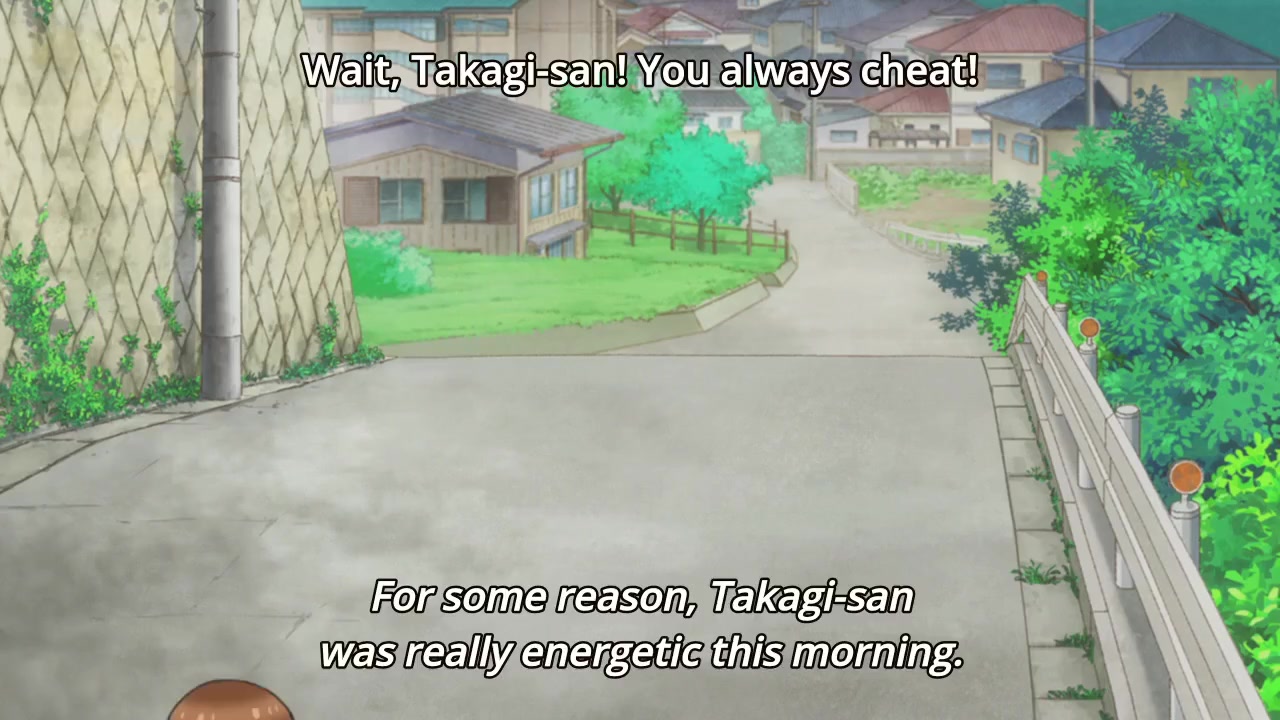 Wait, Takagi-san! You always cheat!
For some reason, Takagi-san
was really energetic this morning.